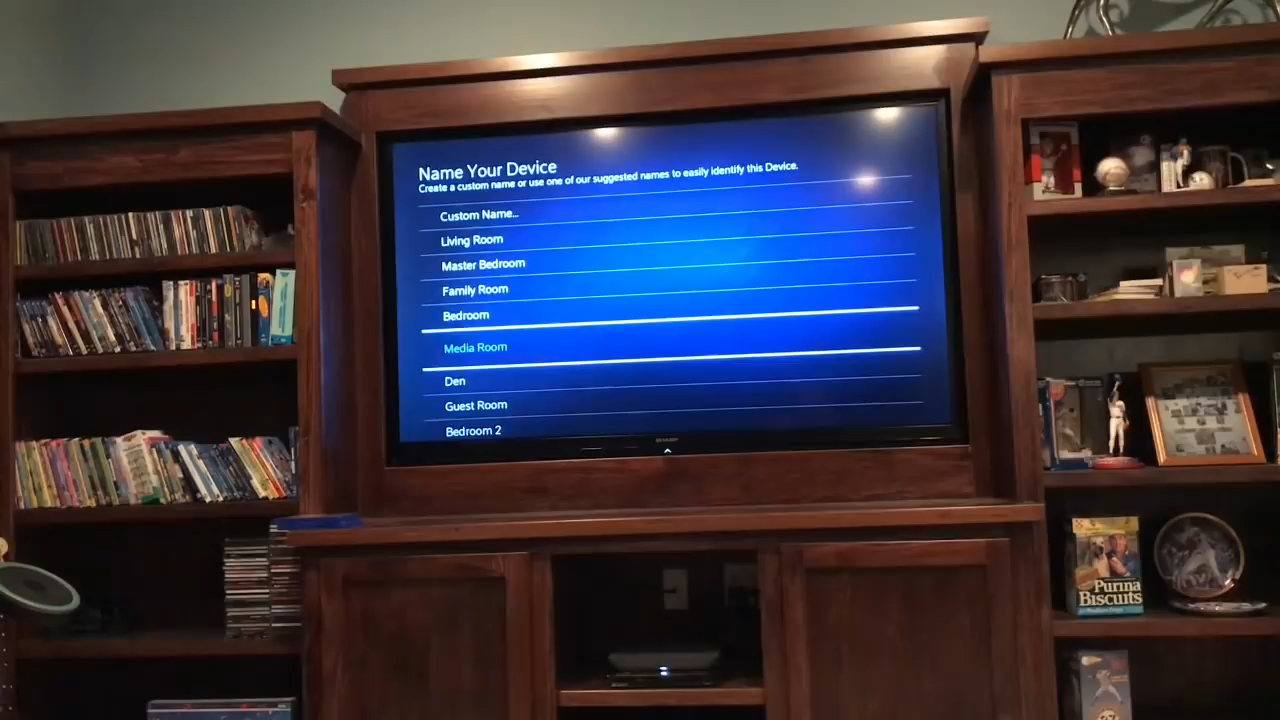 Name Your Device
Create a custom name or use one of our suggested names to easily identify this Device.
Custom Name...
Living Room
Master Bedroom
Family Room
Bedroom
Media Room
Den
Guest Room
Bedroom 2
SHARP
Purina
Biscuits